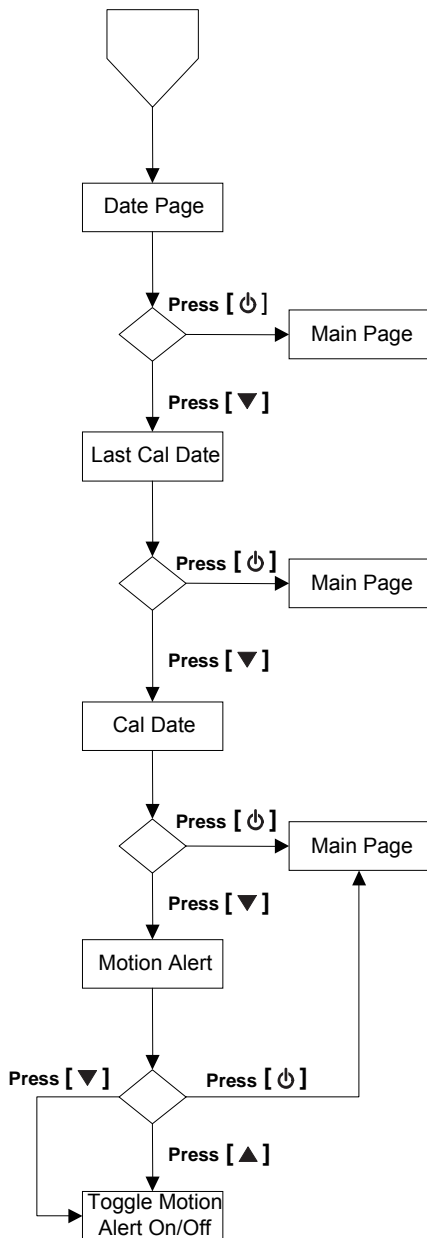 Date Page
Press [ ⏻ ]
Main Page
Press [ ▼ ]
Last Cal Date
Press [ ⏻ ]
Main Page
Press [ ▼ ]
Cal Date
Press [ ⏻ ]
Main Page
Press [ ▼ ]
Motion Alert
Press [ ▼ ]
Press [ ⏻ ]
Press [ ▲ ]
Toggle Motion
Alert On/Off